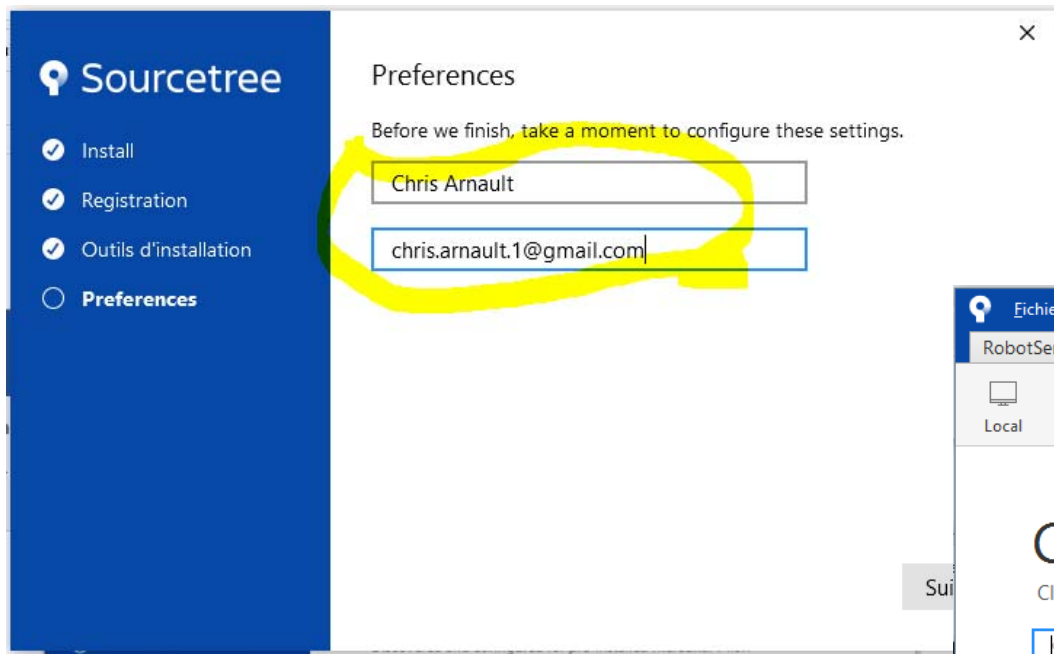 Sourcetree
Install
Registration
Outils d'installation
Preferences
Preferences
Before we finish, take a moment to configure these settings.
Chris Arnault
chris.arnault.1@gmail.com
Sui
Fichie
RobotSer
Local
Cl